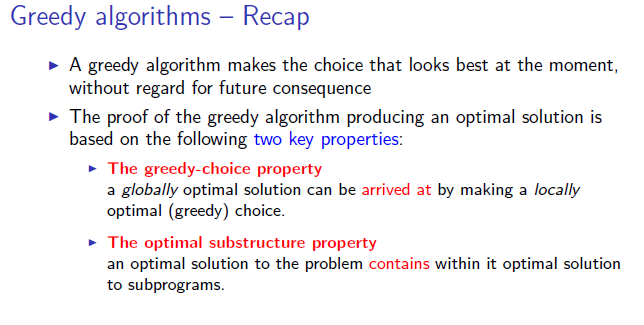 Greedy algorithms – Recap
A greedy algorithm makes the choice that looks best at the moment,
without regard for future consequence
The proof of the greedy algorithm producing an optimal solution is
based on the following two key properties:
The greedy-choice property
a globally optimal solution can be arrived at by making a locally
optimal (greedy) choice.
The optimal substructure property
an optimal solution to the problem contains within it optimal solution
to subprograms.